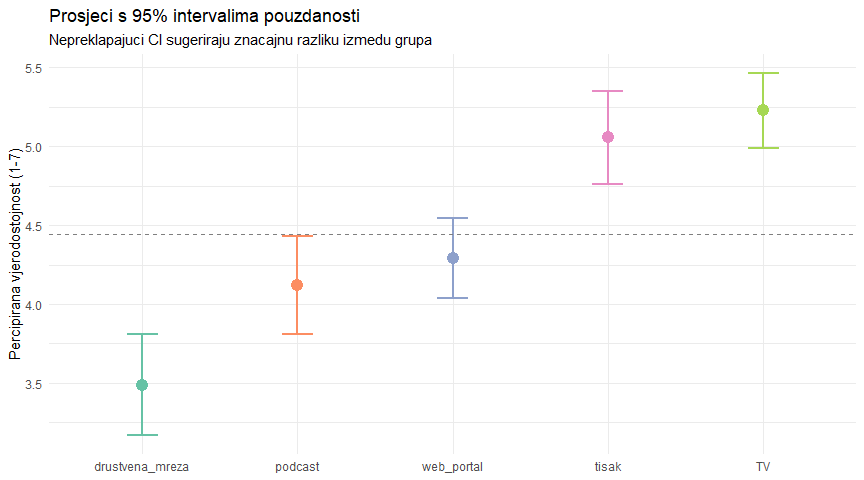 Prosjeci s 95% intervalima pouzdanosti
Nepreklapajuci CI sugeriraju znacajnu razliku izmedu grupa
Percipirana vjerodostojnost (1-7)
5.5
5.0
4.5
4.0
3.5
drustvena_mreza
podcast
web_portal
tisak
TV